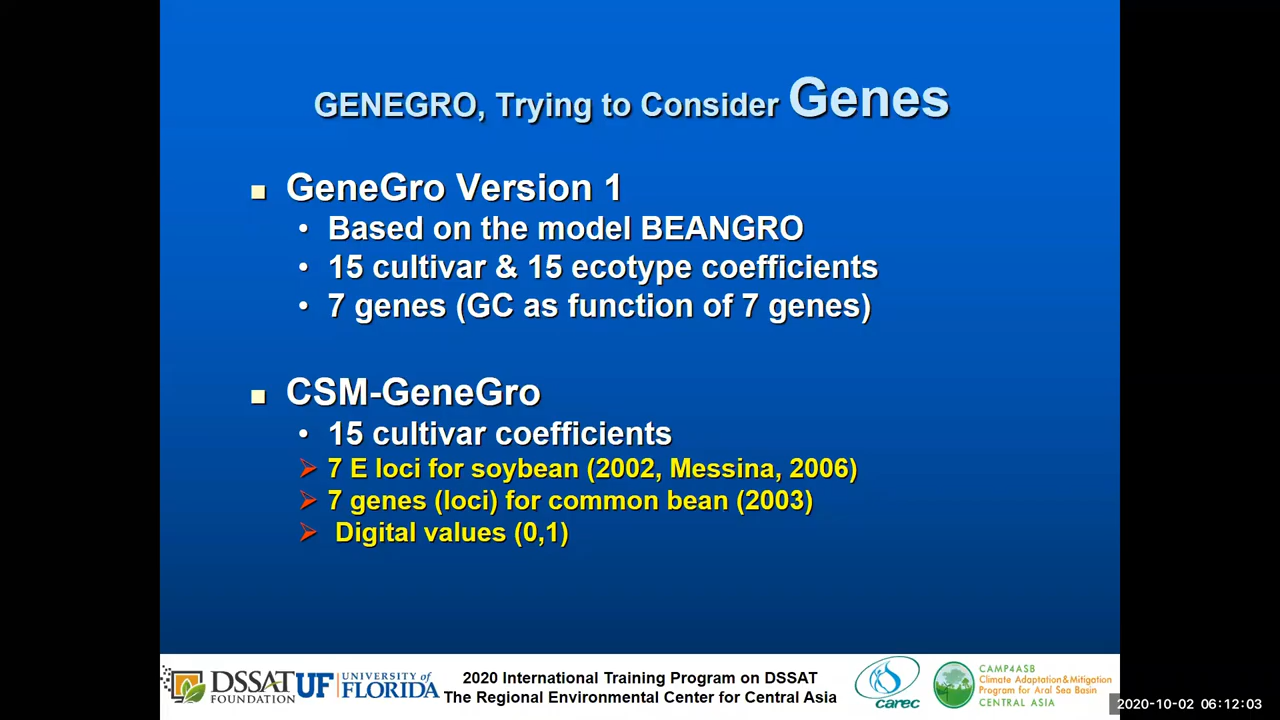 GENEGRO, Trying to Consider Genes
GeneGro Version 1
• Based on the model BEANGRO
• 15 cultivar & 15 ecotype coefficients
• 7 genes (GC as function of 7 genes)
CSM-GeneGro
• 15 cultivar coefficients
7 E loci for soybean (2002, Messina, 2006)
7 genes (loci) for common bean (2003)
Digital values (0,1)
DSSAT
FOUNDATION
UF UNIVERSITY of
FLORIDA
2020 International Training Program on DSSAT
The Regional Environmental Center for Central Asia
carec
CAMP4ASB
Climate Adaptation & Mitigation
Program for Aral Sea Basin
CENTRAL ASIA
2020-10-02 06:12:03